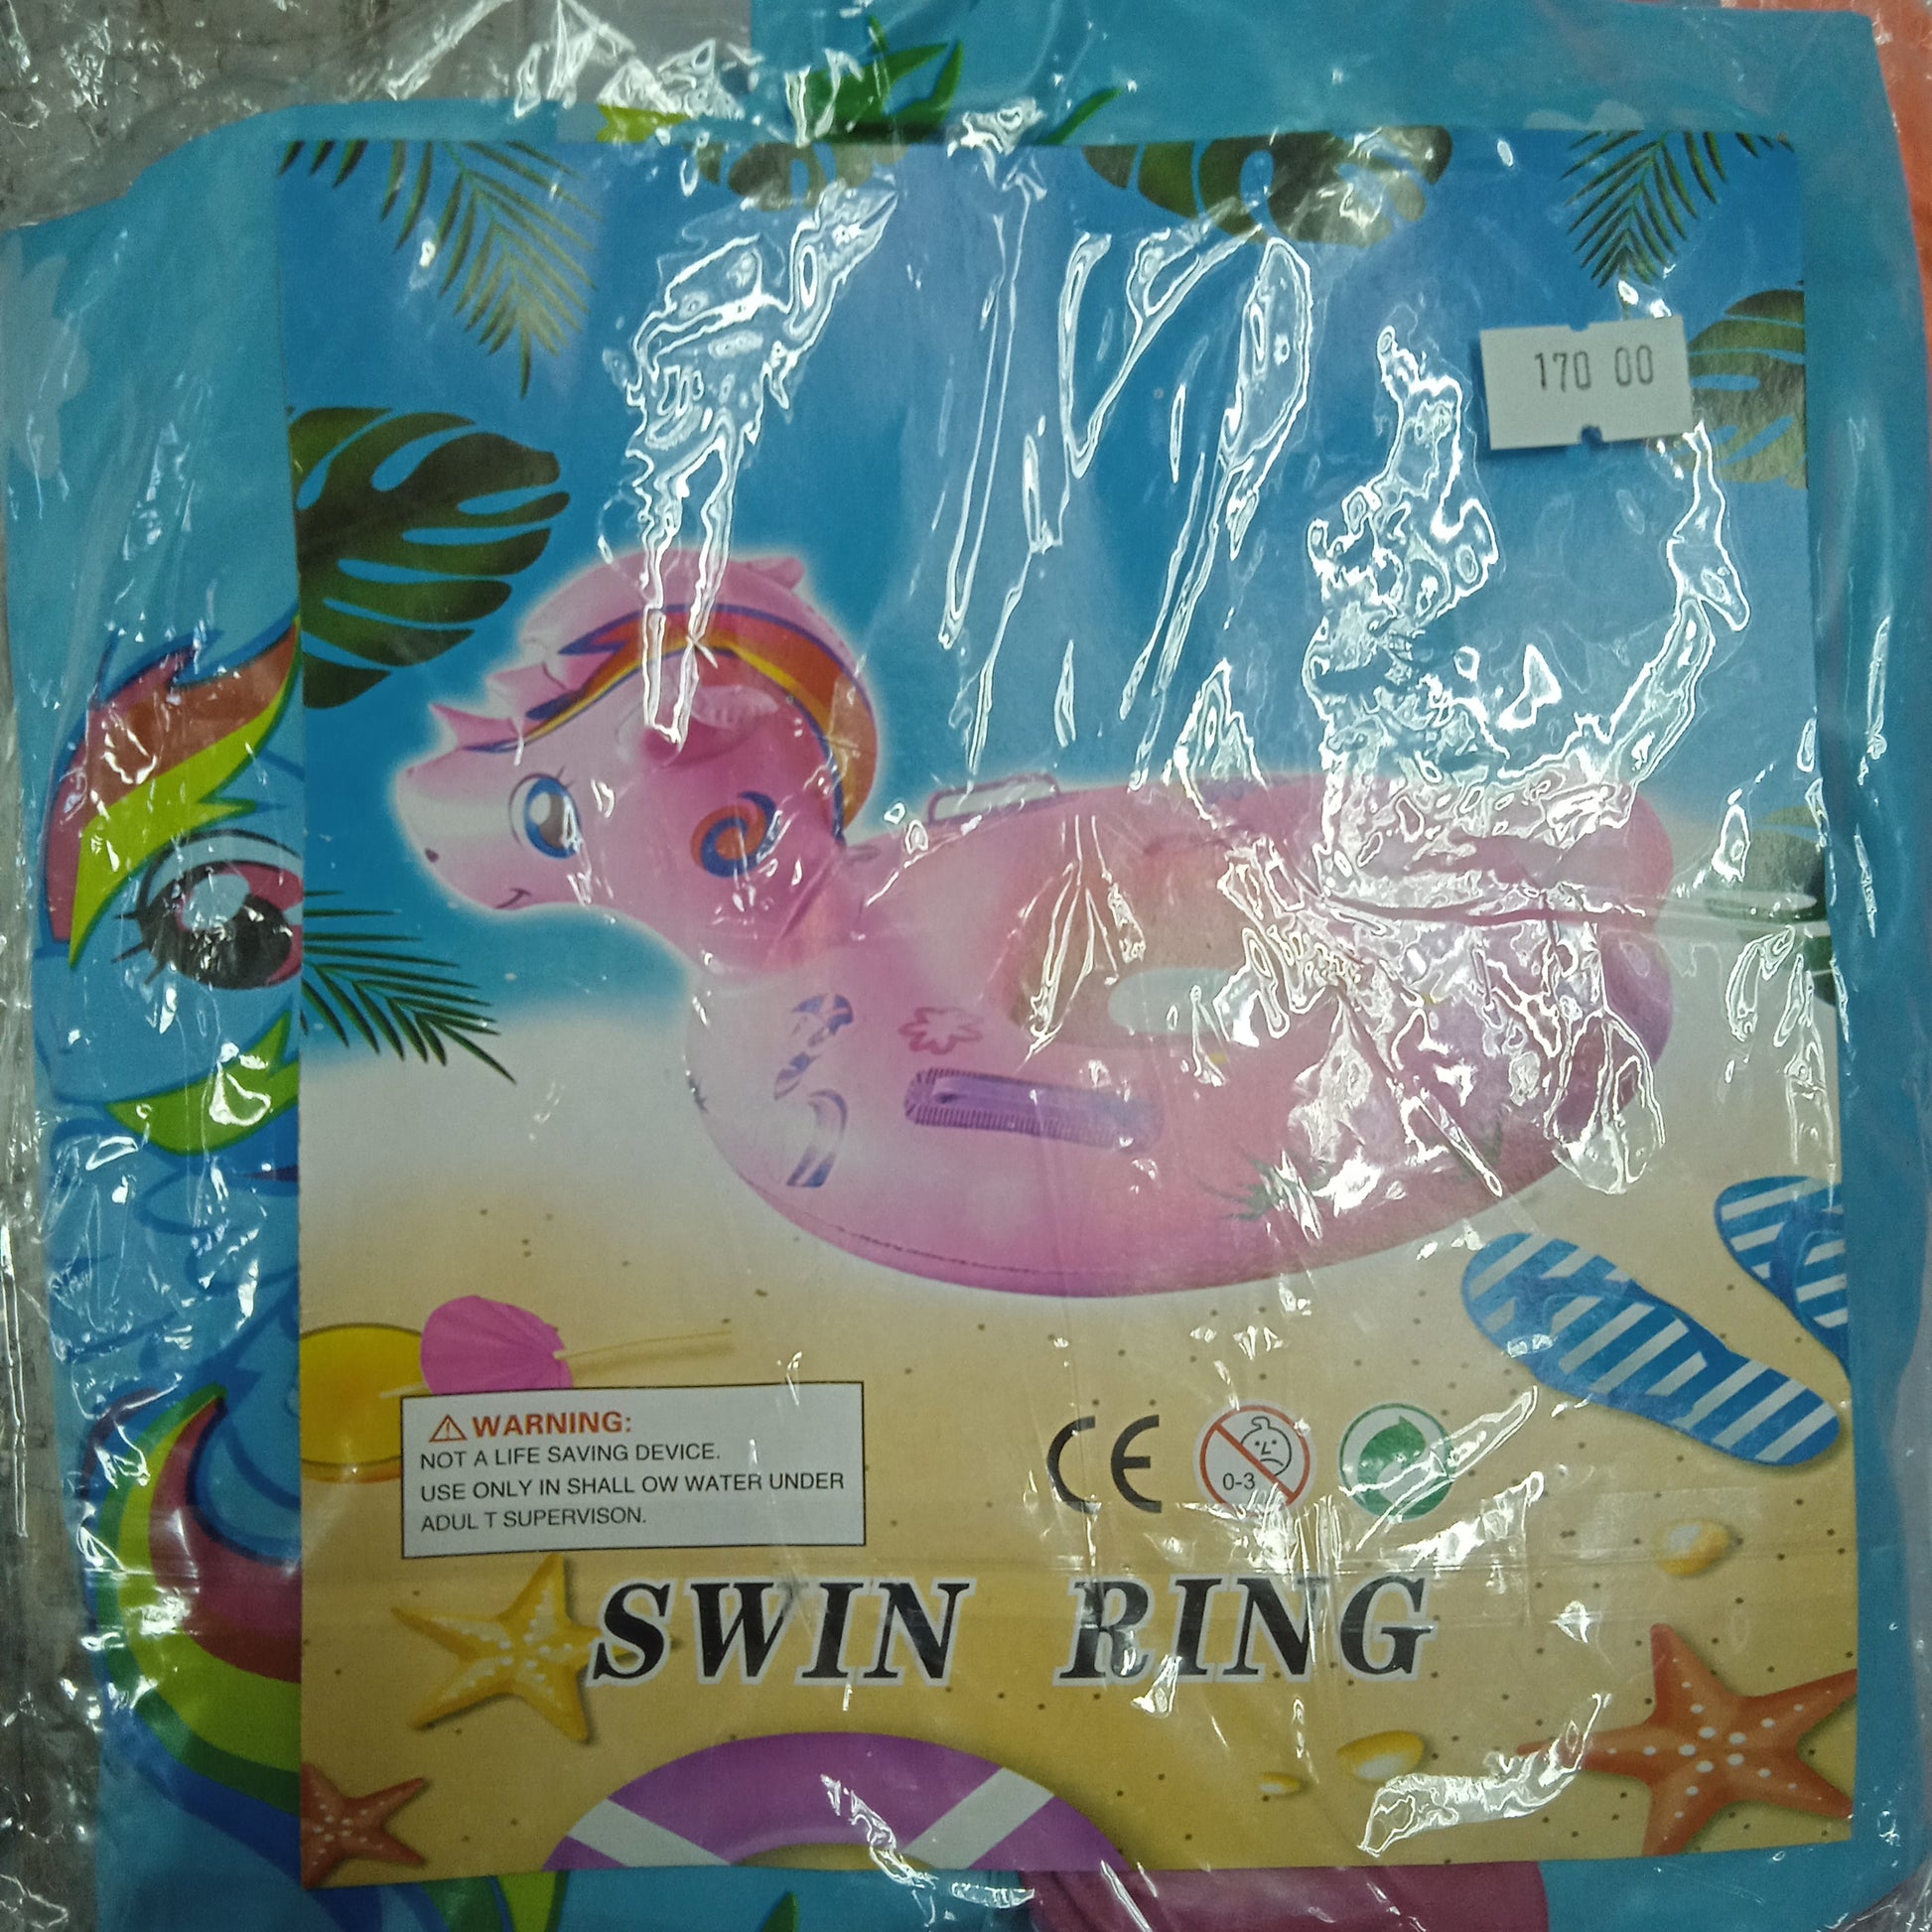 170 00
WARNING:
NOT A LIFE SAVING DEVICE.
USE ONLY IN SHALL OW WATER UNDER
ADUL T SUPERVISON.
CE
0-3
SWIN RING